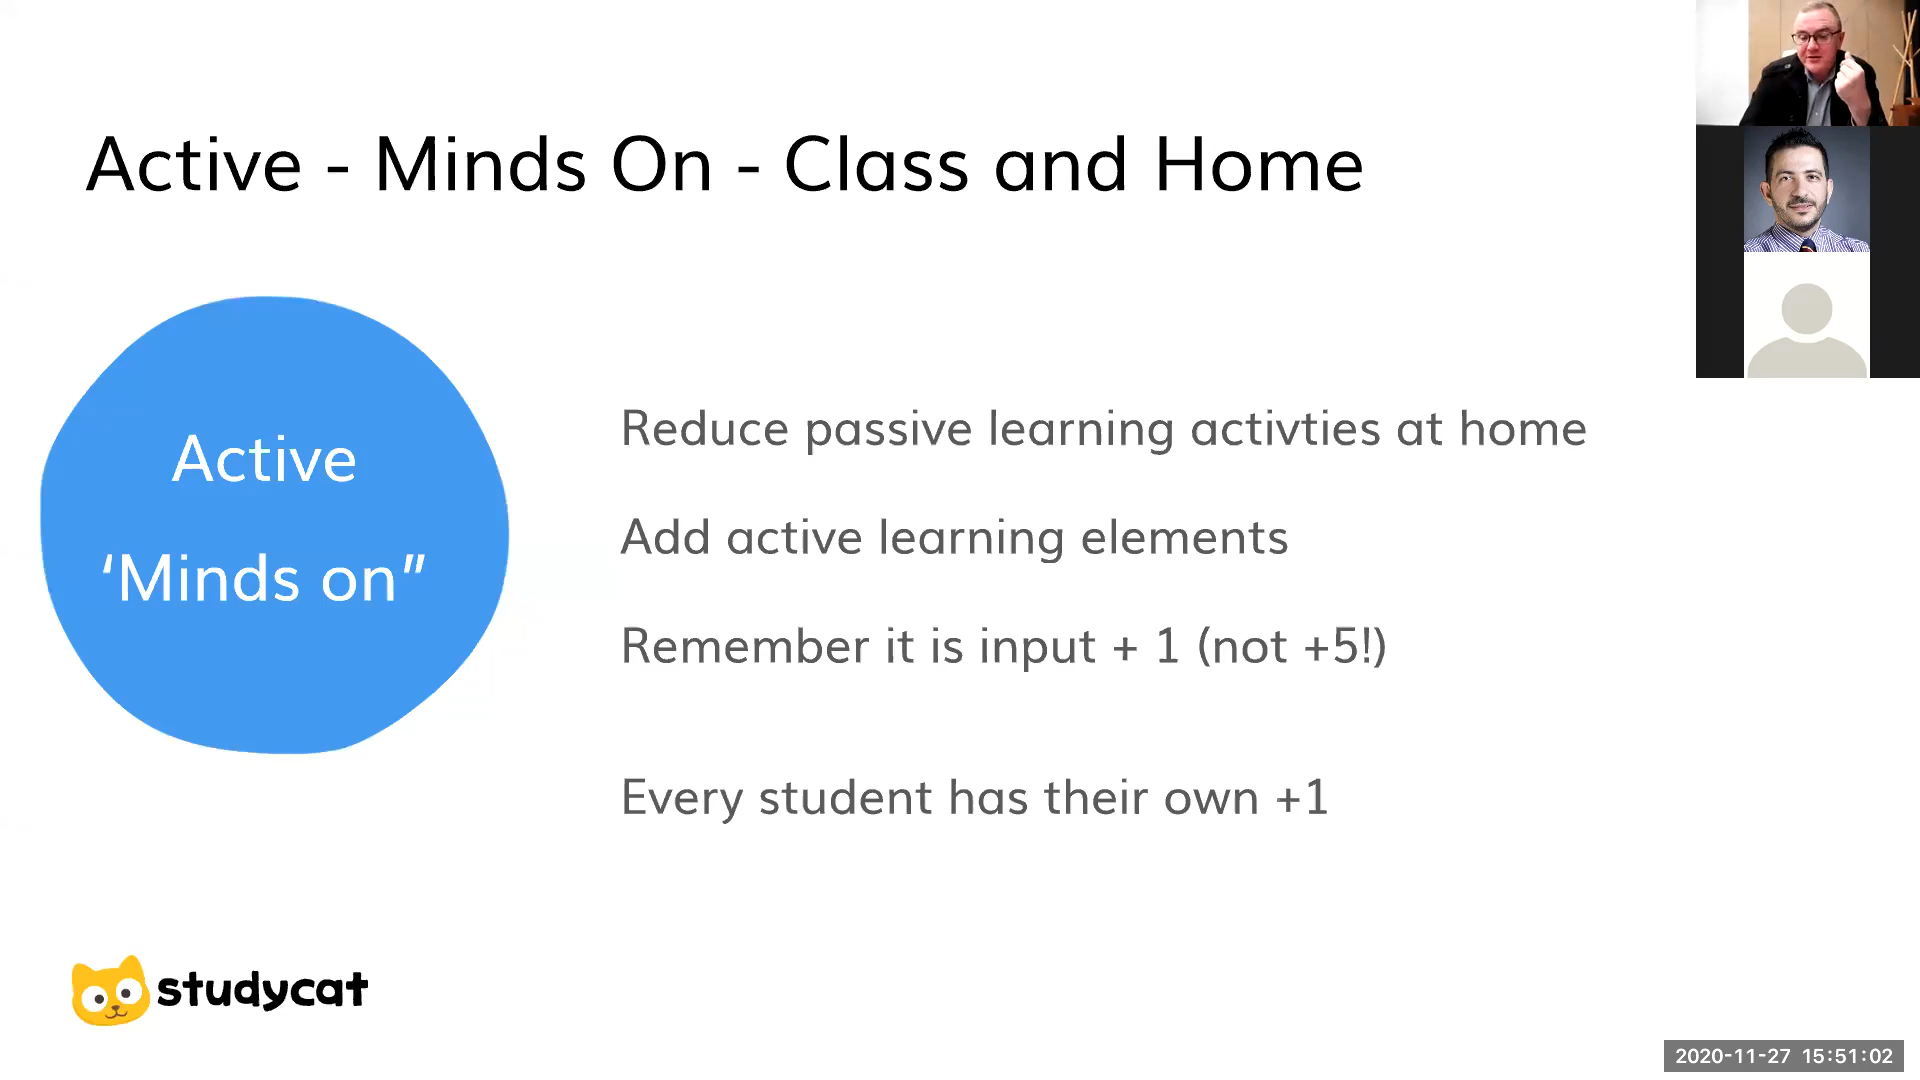 Active - Minds On - Class and Home
Active
‘Minds on”
Reduce passive learning activties at home
Add active learning elements
Remember it is input + 1 (not +5!)
Every student has their own +1
studycat
2020-11-27 15:51:02